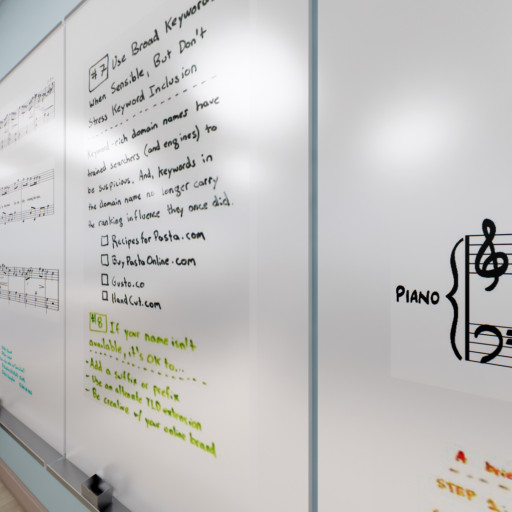 #7 Use Broad Keywords
When Sensible, But Don't
Stress Keyword Inclusion
Keyword-rich domain names have
trained searchers (and engines) to
be suspicious. And, keywords in
the domain name no longer carry
the ranking influence they once did.
RecipesforPasta.com
BuyPastaOnline.com
Gusto.co
HandCut.com
#8 If your name isn't
available, it's OK to...
- Add a suffix or prefix
- Use an alternate TLD extension
- Be creative w/ your online brand
PIANO
A
STEP